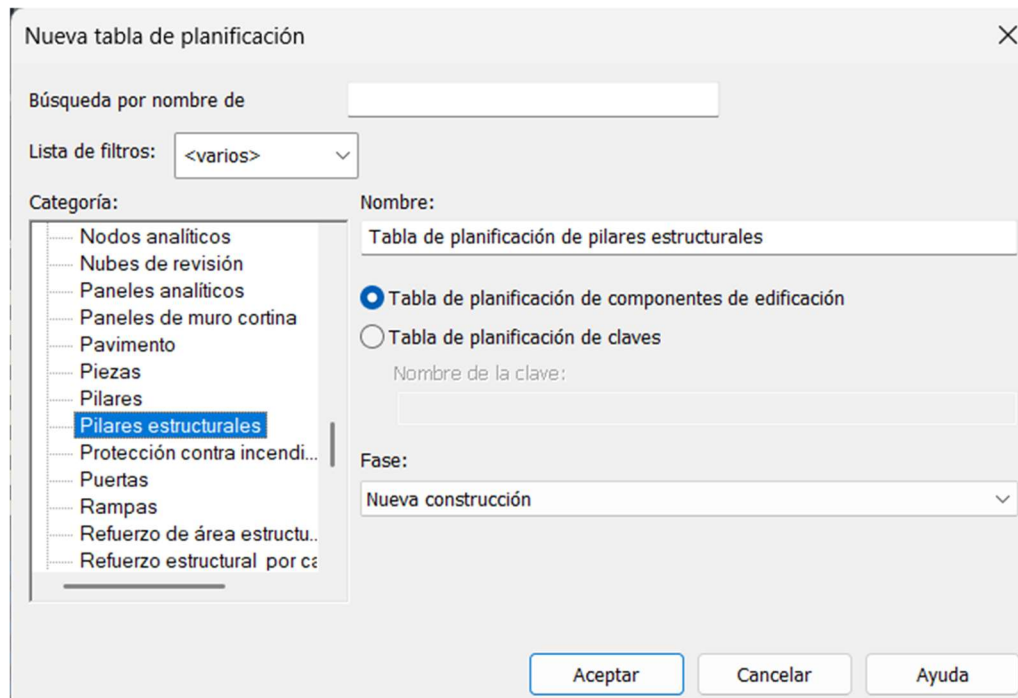 Nueva tabla de planificación
Búsqueda por nombre de
Lista de filtros: <varios>
Categoría:
Nodos analíticos
Nubes de revisión
Paneles analíticos
Paneles de muro cortina
Pavimento
Piezas
Pilares
Pilares estructurales
Protección contra incendi...
Puertas
Rampas
Refuerzo de área estructu...
Refuerzo estructural por ca
Nombre:
Tabla de planificación de pilares estructurales
Tabla de planificación de componentes de edificación
Tabla de planificación de claves
Nombre de la clave:
Fase:
Nueva construcción
Aceptar Cancelar Ayuda